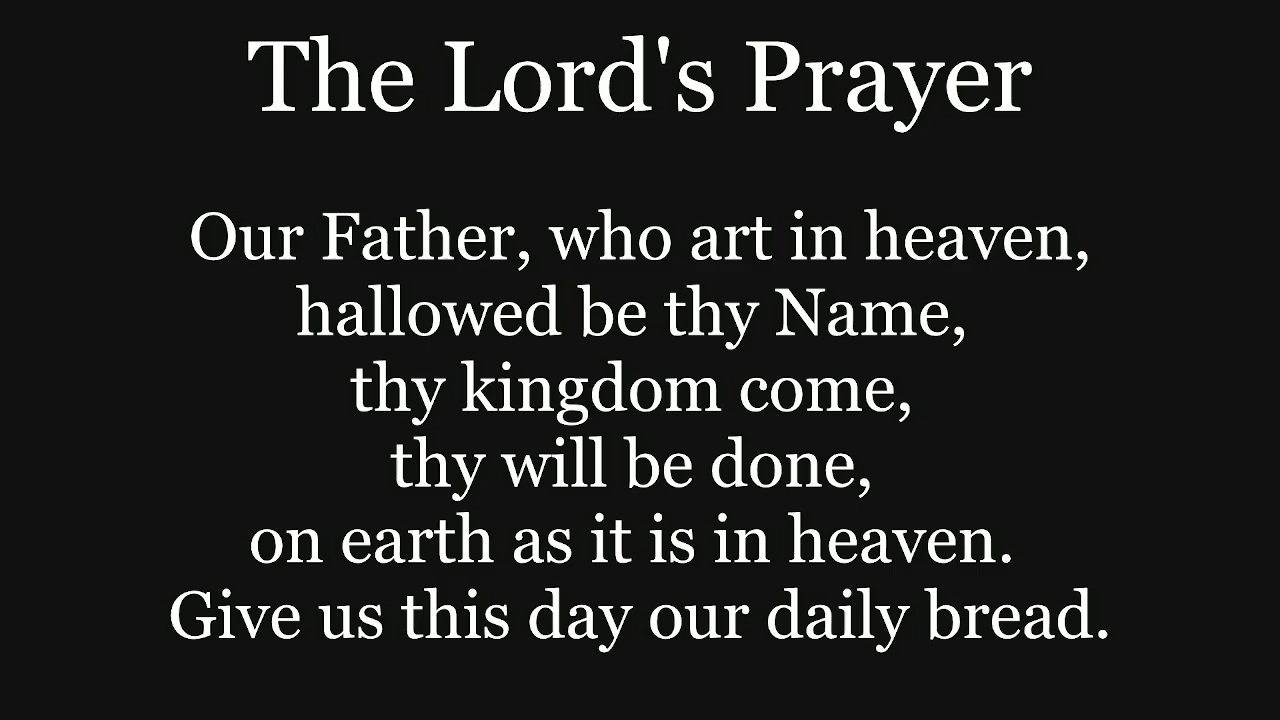 The Lord's Prayer
Our Father, who art in heaven,
hallowed be thy Name,
thy kingdom come,
thy will be done,
on earth as it is in heaven.
Give us this day our daily bread.